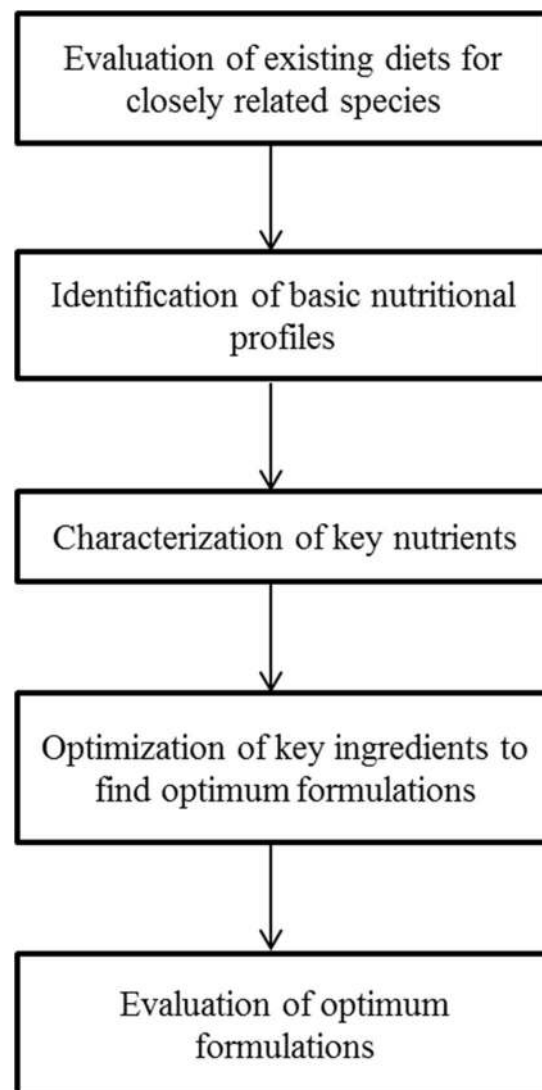 Evaluation of existing diets for
closely related species
Identification of basic nutritional
profiles
Characterization of key nutrients
Optimization of key ingredients to
find optimum formulations
Evaluation of optimum
formulations